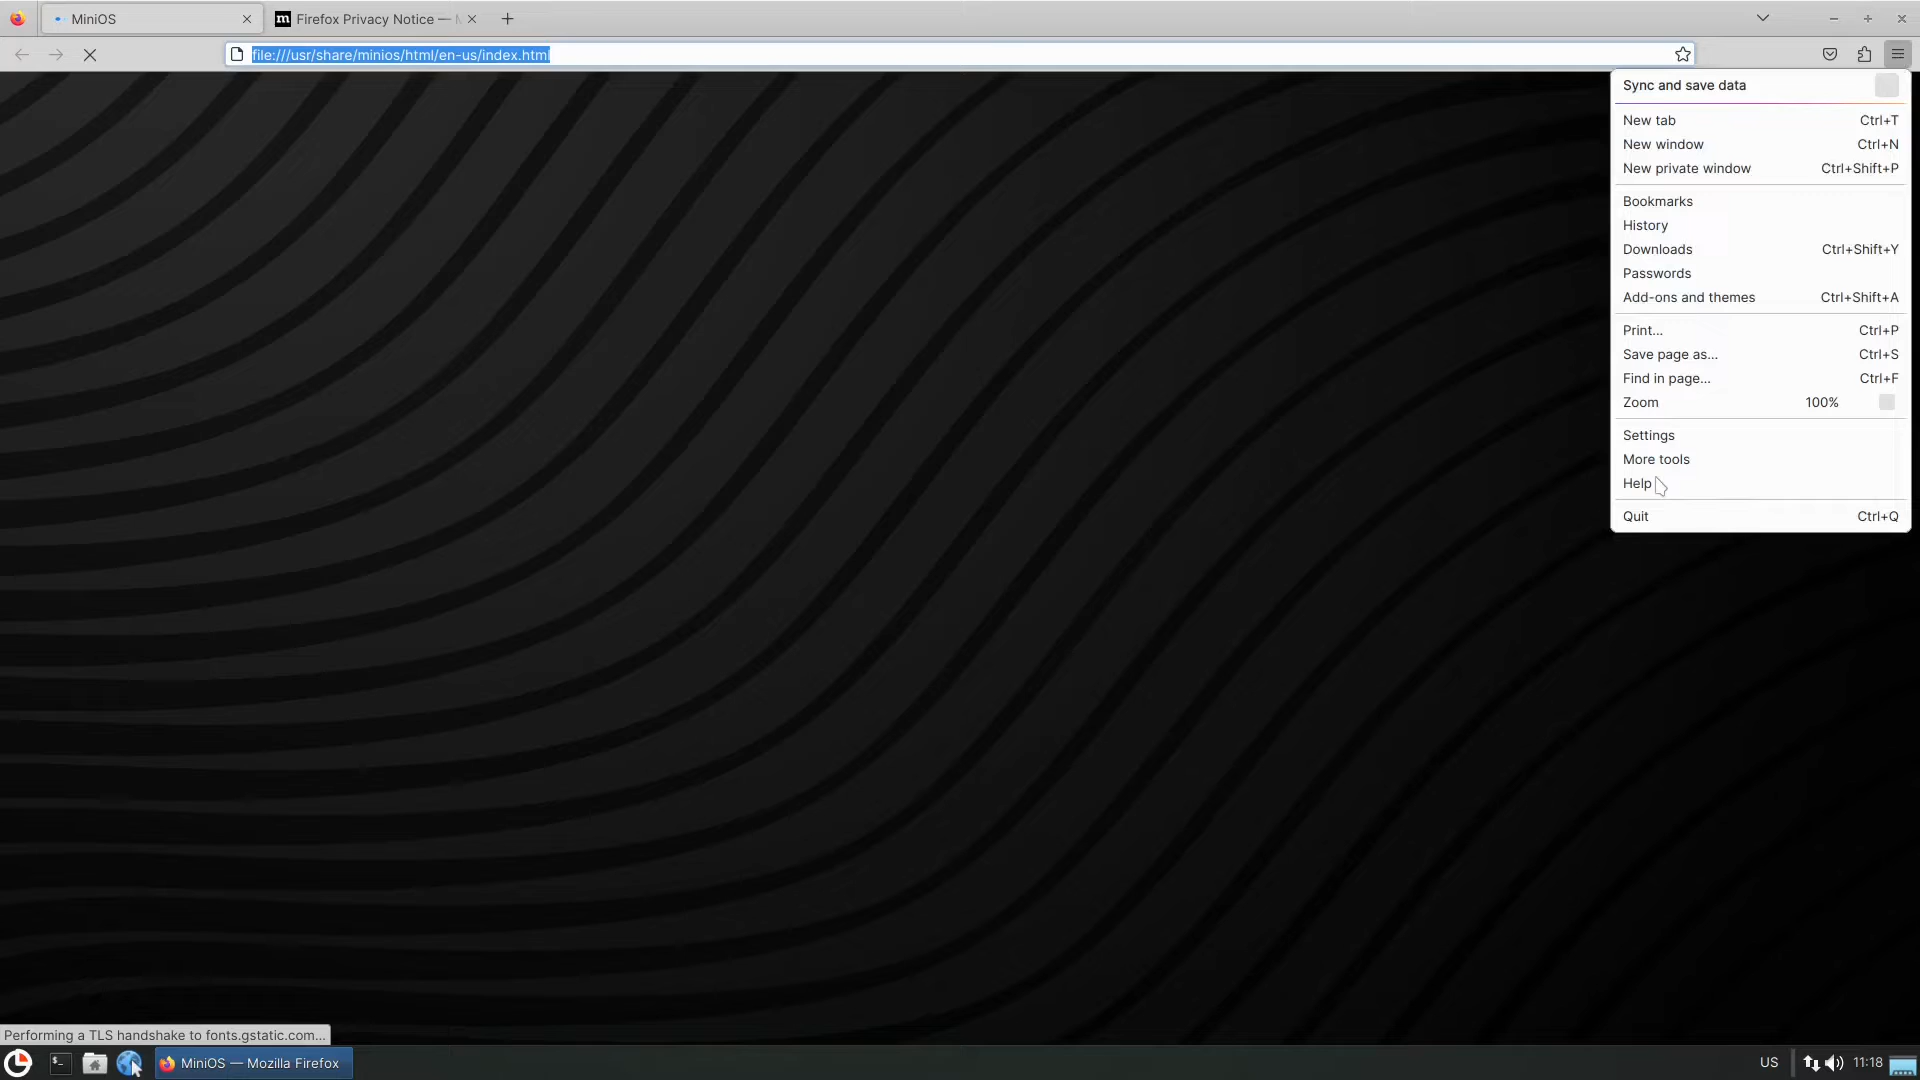 MiniOS
Firefox Privacy Notice —
file:///usr/share/minios/html/en-us/index.html
Sync and save data
New tab Ctrl+T
New window Ctrl+N
New private window Ctrl+Shift+P
Bookmarks
History
Downloads Ctrl+Shift+Y
Passwords
Add-ons and themes Ctrl+Shift+A
Print... Ctrl+P
Save page as... Ctrl+S
Find in page... Ctrl+F
Zoom 100%
Settings
More tools
Help
Quit Ctrl+Q
Performing a TLS handshake to fonts.gstatic.com...
MiniOS — Mozilla Firefox
US
11:18